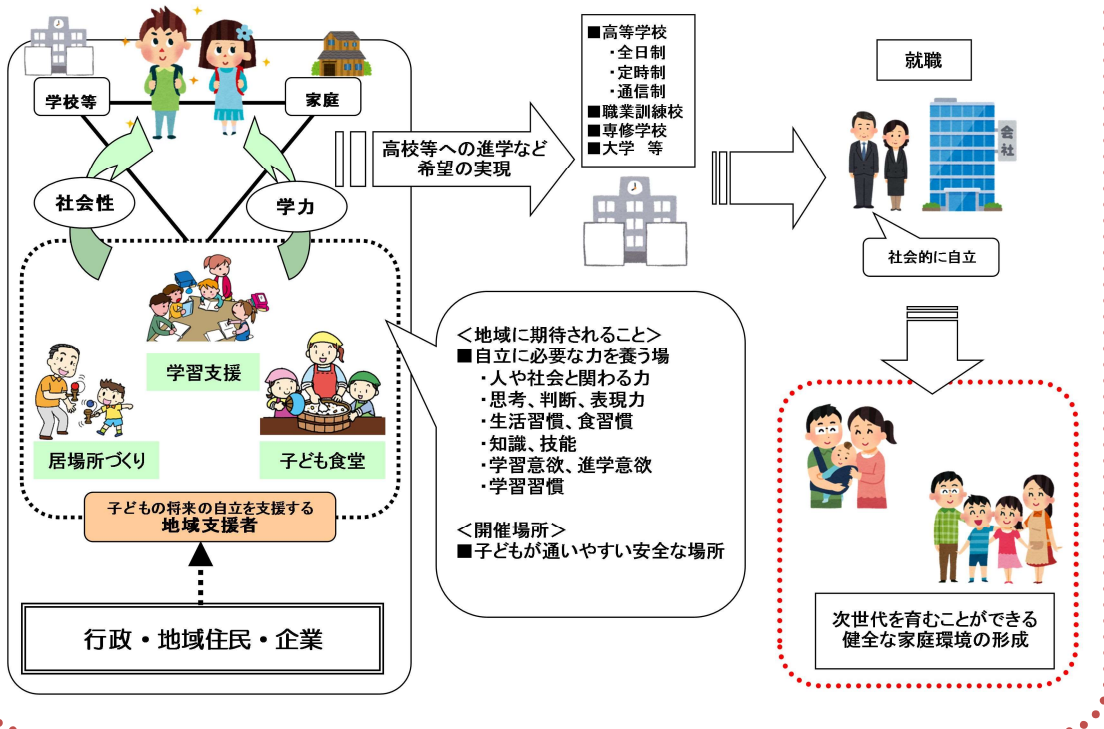 学校等
家庭
社会性
学力
学習支援
居場所づくり
子ども食堂
子どもの将来の自立を支援する
地域支援者
行政・地域住民・企業
高校等への進学など
希望の実現
<地域に期待されること>
■自立に必要な力を養う場
・人や社会と関わる力
・思考、判断、表現力
・生活習慣、食習慣
・知識、技能
・学習意欲、進学意欲
・学習習慣
<開催場所>
■子どもが通いやすい安全な場所
■高等学校
・全日制
・定時制
・通信制
■職業訓練校
■専修学校
■大学 等
就職
会社
社会的に自立
次世代を育むことができる
健全な家庭環境の形成